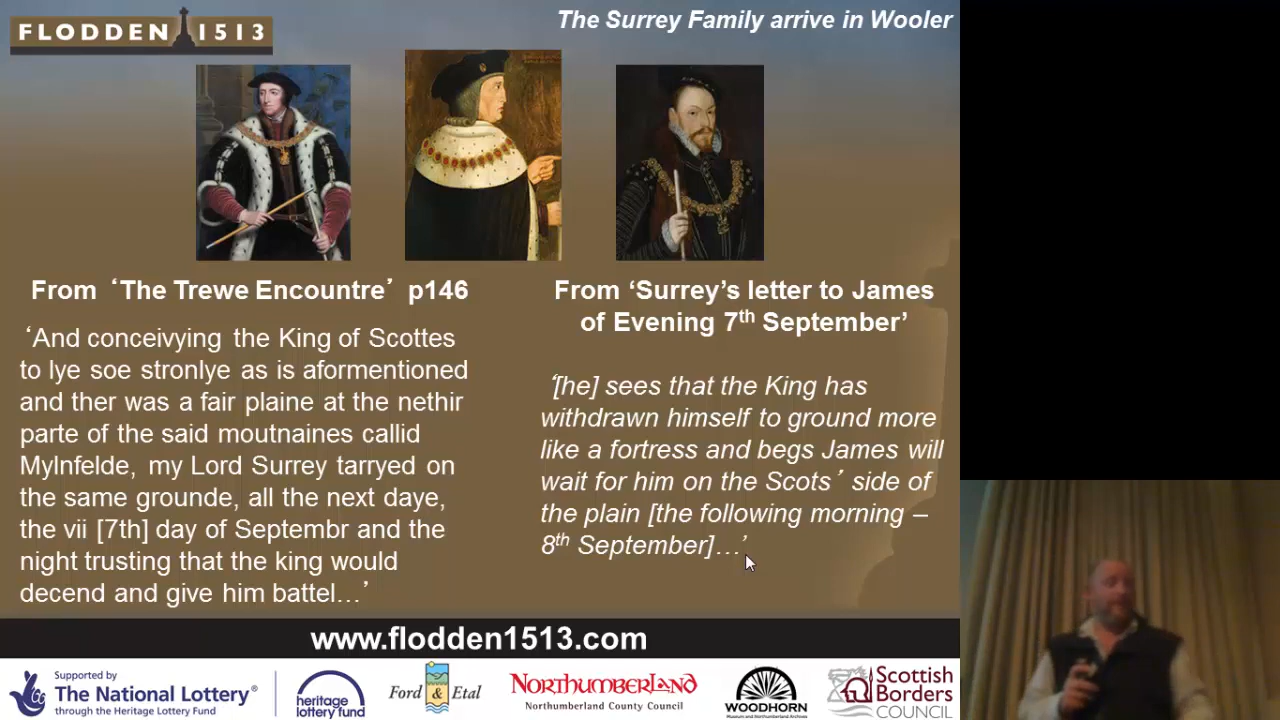 FLODDEN 1513
The Surrey Family arrive in Wooler
From ‘The Trewe Encountre’ p146
‘And conceivying the King of Scottes
to lye soe stronlye as is aformentioned
and ther was a fair plaine at the nethir
parte of the said moutnaines callid
Mylnfelde, my Lord Surrey tarryed on
the same grounde, all the next daye,
the vii [7th] day of Septembr and the
night trusting that the king would
decend and give him battel…’
From ‘Surrey’s letter to James
of Evening 7th September’
‘[he] sees that the King has
withdrawn himself to ground more
like a fortress and begs James will
wait for him on the Scots’ side of
the plain [the following morning –
8th September]…’
www.flodden1513.com
Supported by
The National Lottery®
through the Heritage Lottery Fund
heritage
lottery fund
Ford & Etal
NORTHUMBERLAND
Northumberland County Council
WOODHORN
Museum and Northumberland Archives
Scottish
Borders
COUNCIL